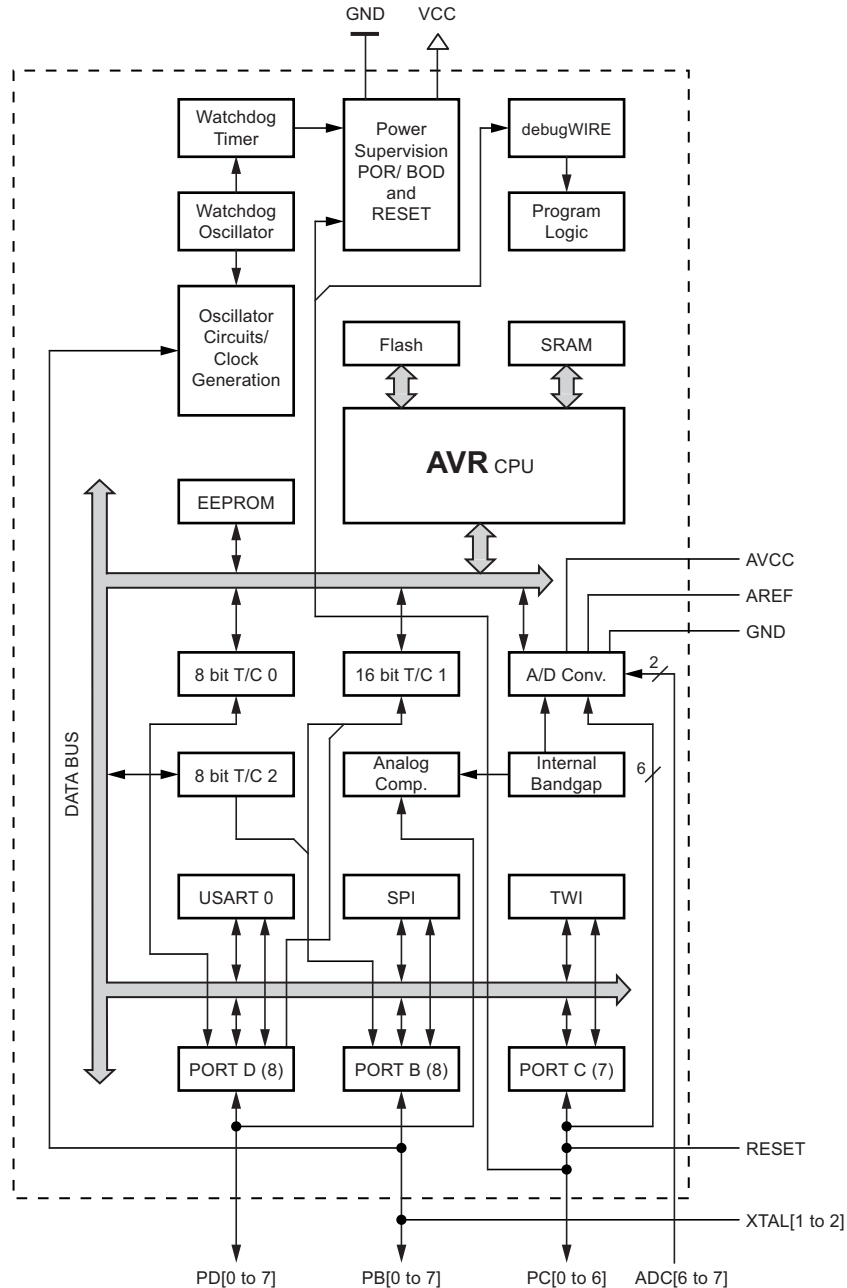 GND VCC
Watchdog
Timer
Power
Supervision
POR/ BOD
and
RESET
debugWIRE
Watchdog
Oscillator
Program
Logic
Oscillator
Circuits/
Clock
Generation
Flash
SRAM
AVR CPU
EEPROM
AVCC
AREF
GND
8 bit T/C 0
16 bit T/C 1
A/D Conv.
2
DATA BUS
8 bit T/C 2
Analog
Comp.
Internal
Bandgap
6
USART 0
SPI
TWI
PORT D (8)
PORT B (8)
PORT C (7)
RESET
XTAL[1 to 2]
PD[0 to 7]
PB[0 to 7]
PC[0 to 6]
ADC[6 to 7]